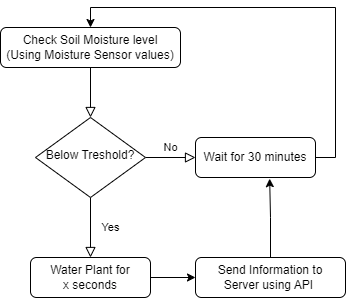 Check Soil Moisture level
(Using Moisture Sensor values)
Below Treshold?
No
Wait for 30 minutes
Yes
Water Plant for
x seconds
Send Information to
Server using API